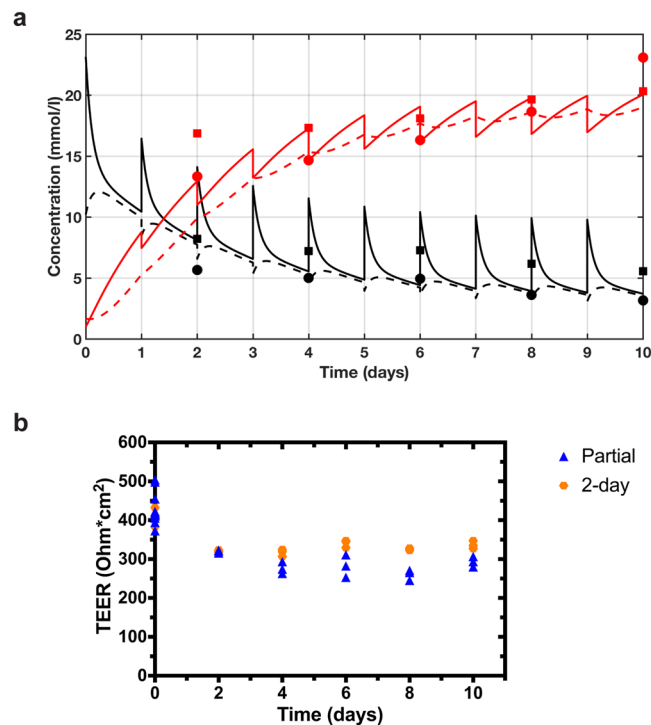 a
Concentration (mmol/l)
25
20
15
10
5
0
0 1 2 3 4 5 6 7 8 9 10
Time (days)
b
TEER (Ohm*cm²)
600
500
400
300
200
100
0
0 2 4 6 8 10
Time (days)
Partial
2-day